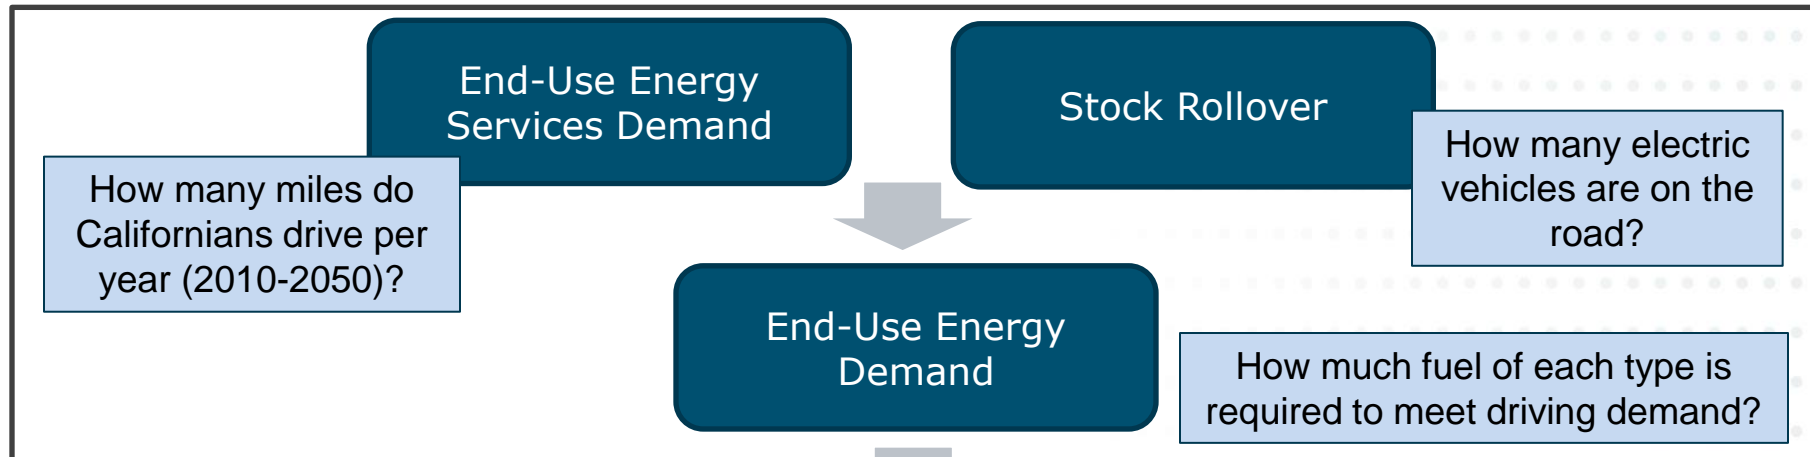 End-Use Energy
Services Demand
Stock Rollover
How many miles do
Californians drive per
year (2010-2050)?
How many electric
vehicles are on the
road?
End-Use Energy
Demand
How much fuel of each type is
required to meet driving demand?